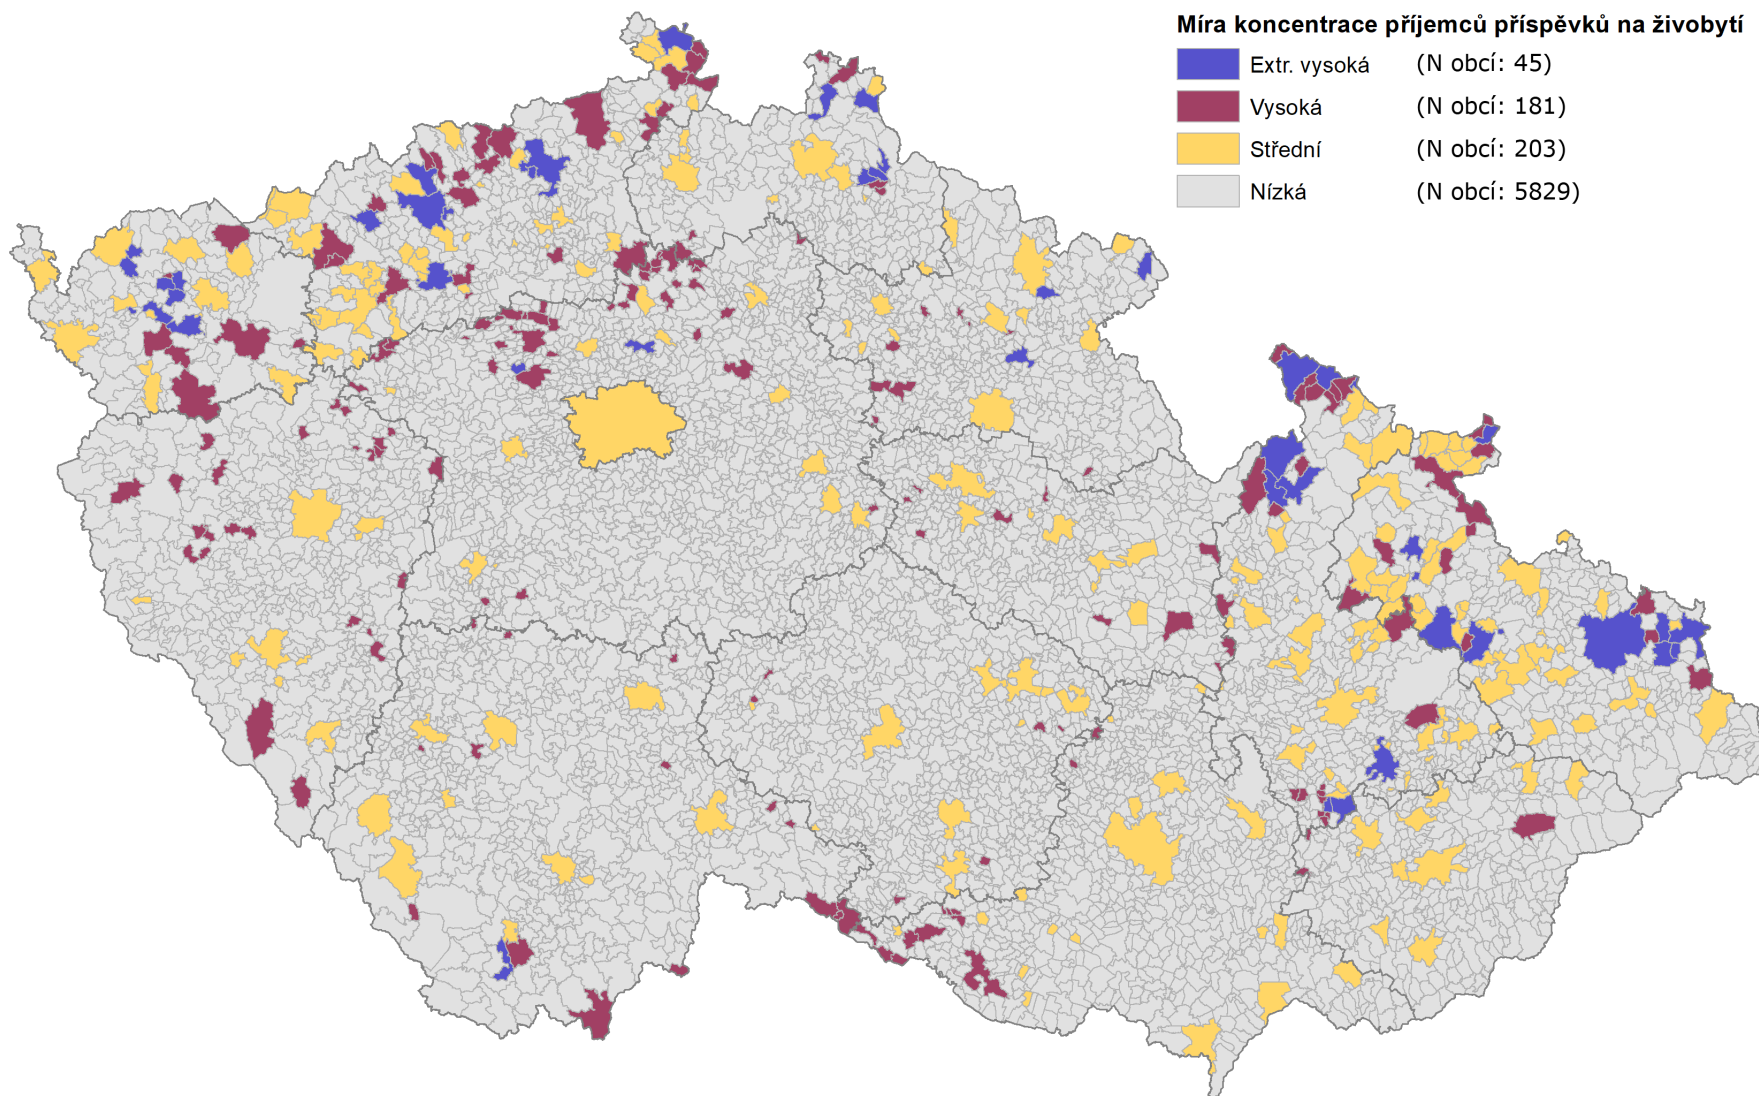 Míra koncentrace příjemců příspěvků na živobytí
Extr. vysoká (N obcí: 45)
Vysoká (N obcí: 181)
Střední (N obcí: 203)
Nízká (N obcí: 5829)